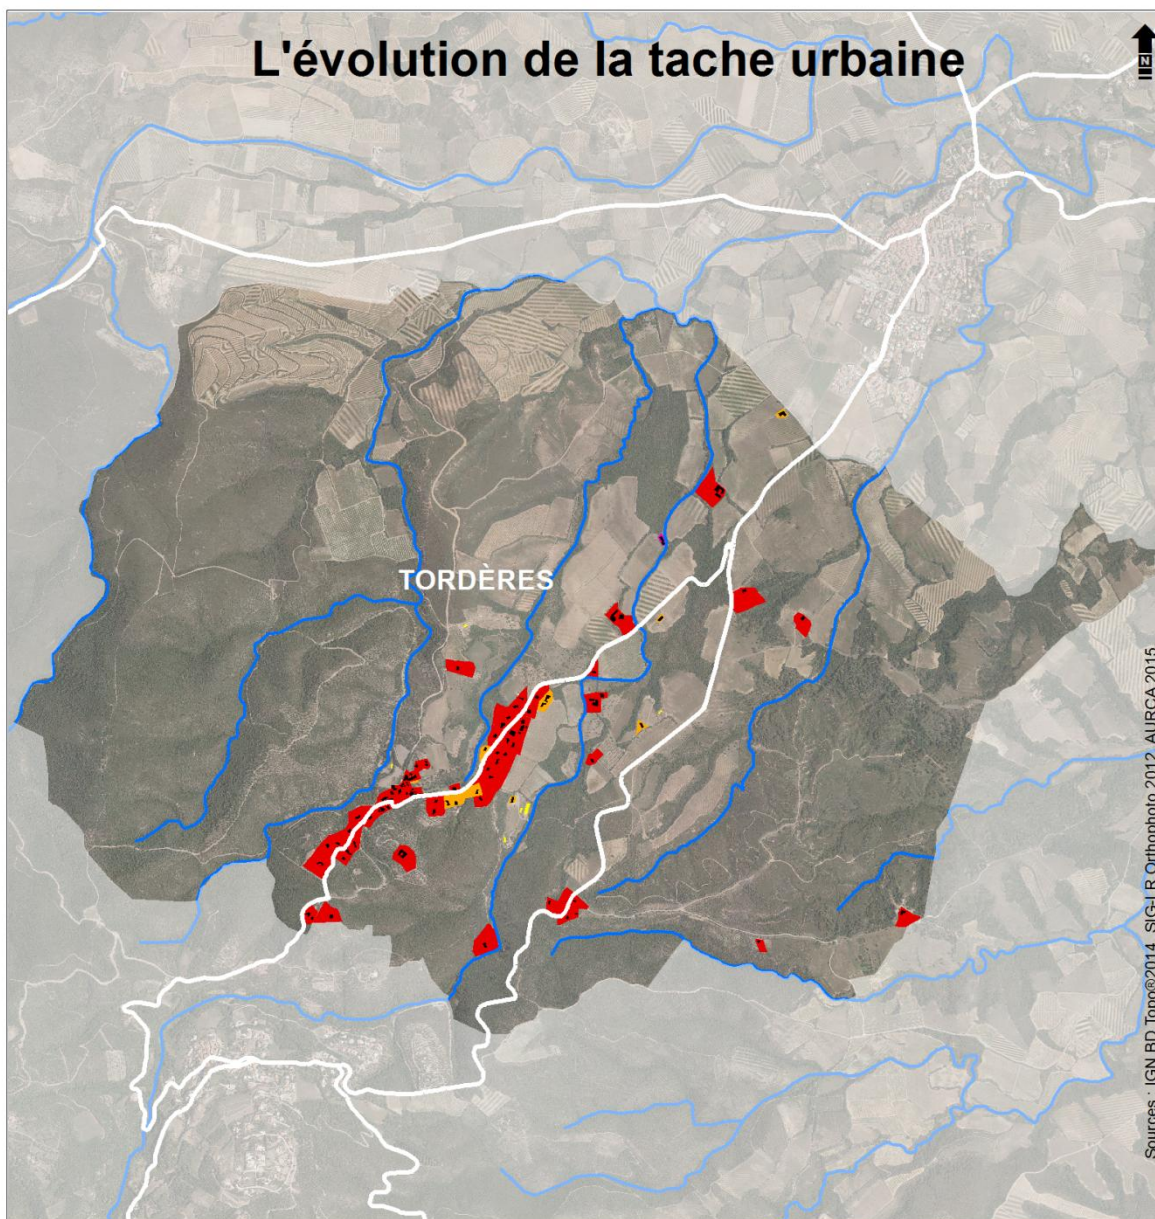 L'évolution de la tache urbaine
N
TORDÈRES
Sources : IGN BD Topo®2014, SIG-LR Orthophoto 2012, AURCA 2015